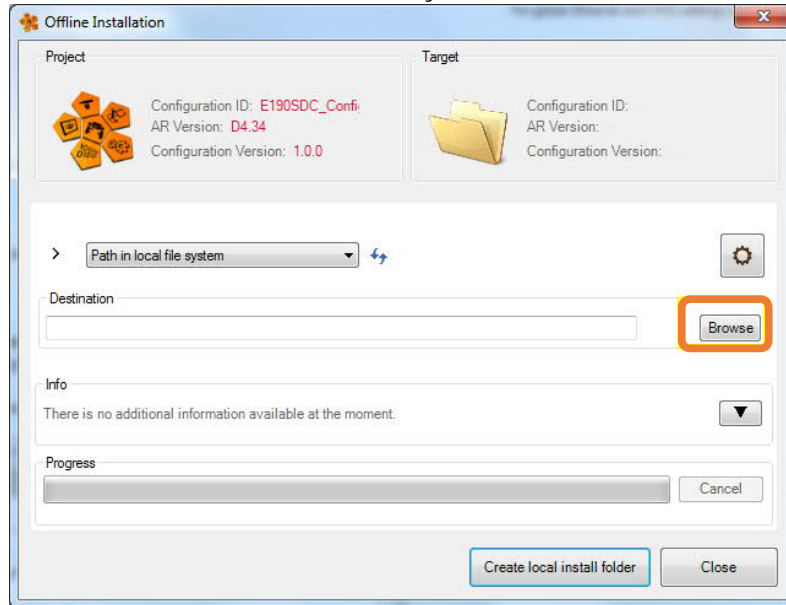 Offline Installation
Project
Configuration ID: E190SDC_Confi
AR Version: D4.34
Configuration Version: 1.0.0
Target
Configuration ID:
AR Version:
Configuration Version:
Path in local file system
Destination
Browse
Info
There is no additional information available at the moment.
Progress
Cancel
Create local install folder
Close